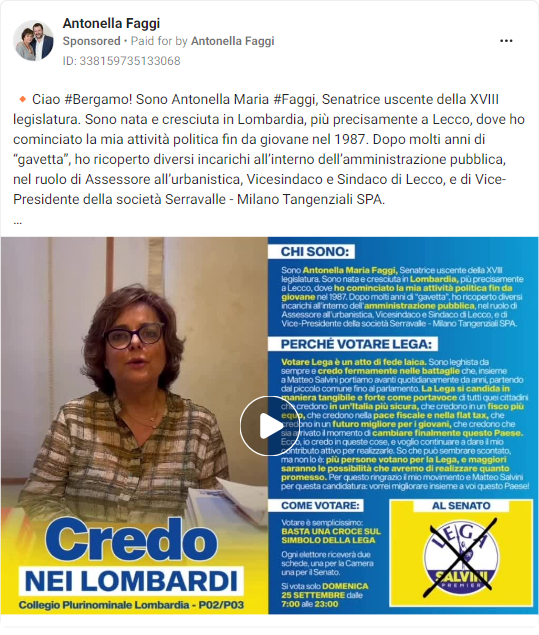 Antonella Faggi
Sponsored • Paid for by Antonella Faggi
ID: 338159735133068
🔸 Ciao #Bergamo! Sono Antonella Maria #Faggi, Senatrice uscente della XVIII
legislatura. Sono nata e cresciuta in Lombardia, più precisamente a Lecco, dove ho
cominciato la mia attività politica fin da giovane nel 1987. Dopo molti anni di
"gavetta", ho ricoperto diversi incarichi all'interno dell'amministrazione pubblica,
nel ruolo di Assessore all'urbanistica, Vicesindaco e Sindaco di Lecco, e di Vice-
Presidente della società Serravalle - Milano Tangenziali SPA.
...
CHI SONO:
Sono Antonella Maria Faggi, Senatrice uscente della XVIII
legislatura. Sono nata e cresciuta in Lombardia, più precisamente
a Lecco, dove ho cominciato la mia attività politica fin da
giovane nel 1987. Dopo molti anni di "gavetta", ho ricoperto diversi
incarichi all'interno dell'amministrazione pubblica, nel ruolo di
Assessore all'urbanistica, Vicesindaco e Sindaco di Lecco, e di
Vice-Presidente della società Serravalle - Milano Tangenziali SPA.
PERCHÉ VOTARE LEGA:
Votare Lega è un atto di fede laica. Sono leghista da
sempre e credo fermamente nelle battaglie che, insieme
a Matteo Salvini portiamo avanti quotidianamente da anni, partendo
dal piccolo comune fino al parlamento. La Lega si candida in
maniera tangibile e forte come portavoce di tutti quei cittadini
che credono in un'Italia più sicura, che credono in un fisco più
equo, che credono nella pace fiscale e nella flat tax, che
credono in un futuro migliore per i giovani, che credono che
sia arrivato il momento di cambiare finalmente questo Paese.
Ecco, io credo in queste cose, e voglio continuare a dare il mio
contributo attivo per realizzarle. So che può sembrare scontato,
ma non lo è: più persone votano per la Lega, e maggiori
saranno le possibilità che avremo di realizzare quanto
promesso. Per questo ringrazio il mio movimento e Matteo Salvini
per questa candidatura: vorrei migliorare insieme a voi questo Paese!
COME VOTARE:
Votare è semplicissimo:
BASTA UNA CROCE SUL
SIMBOLO DELLA LEGA
Ogni elettore riceverà due
schede, una per la Camera
una per il Senato.
Si vota solo DOMENICA
25 SETTEMBRE dalle
7:00 alle 23:00
AL SENATO
LEGA
SALVINI
PREMIER
Credo
NEI LOMBARDI
Collegio Plurinominale Lombardia - P02/P03